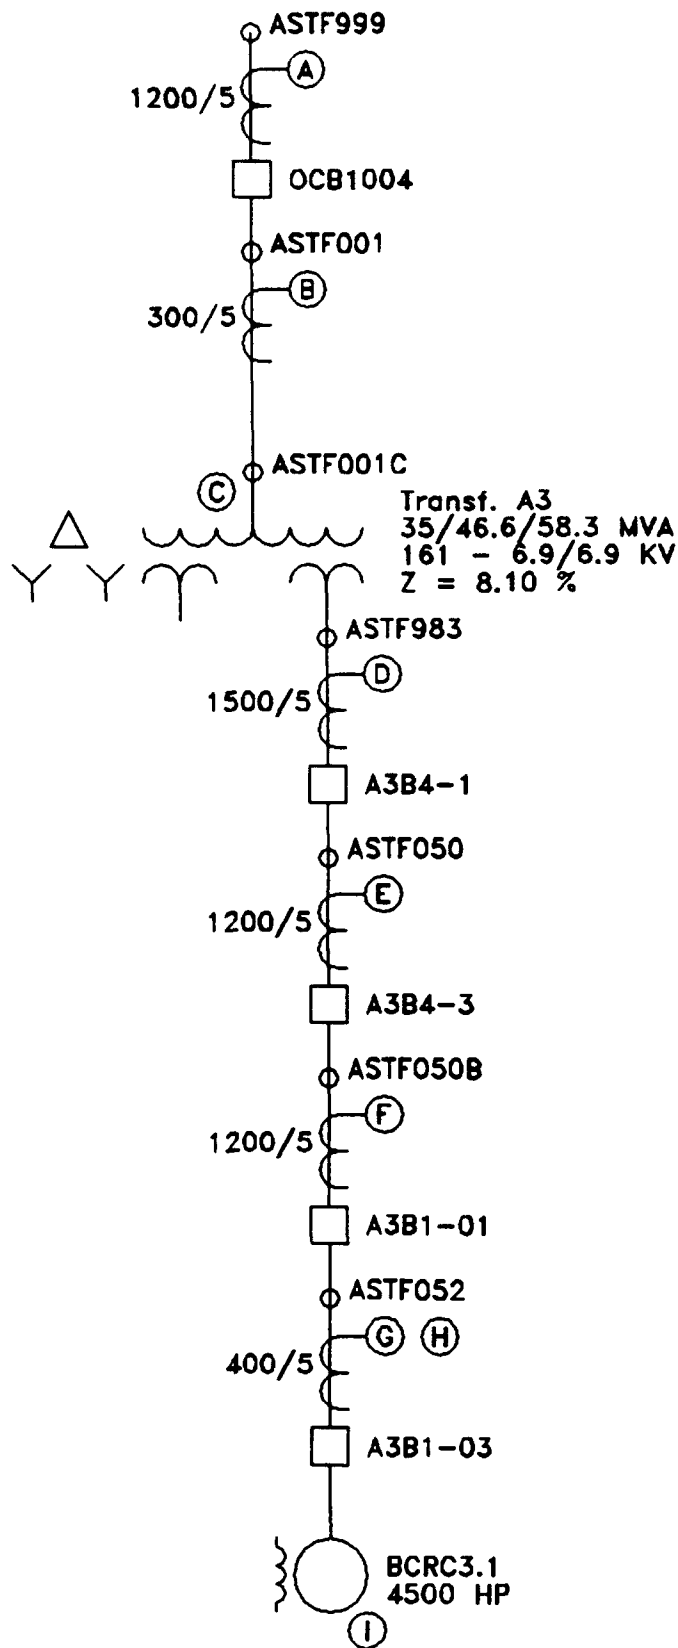 ASTF999
A
1200/5
OCB1004
ASTF001
B
300/5
ASTF001C
C
Transf. A3
35/46.6/58.3 MVA
161 - 6.9/6.9 KV
Z = 8.10 %
ASTF983
D
1500/5
A3B4-1
ASTF050
E
1200/5
A3B4-3
ASTF050B
F
1200/5
A3B1-01
ASTF052
G H
400/5
A3B1-03
BCRC3.1
4500 HP
I